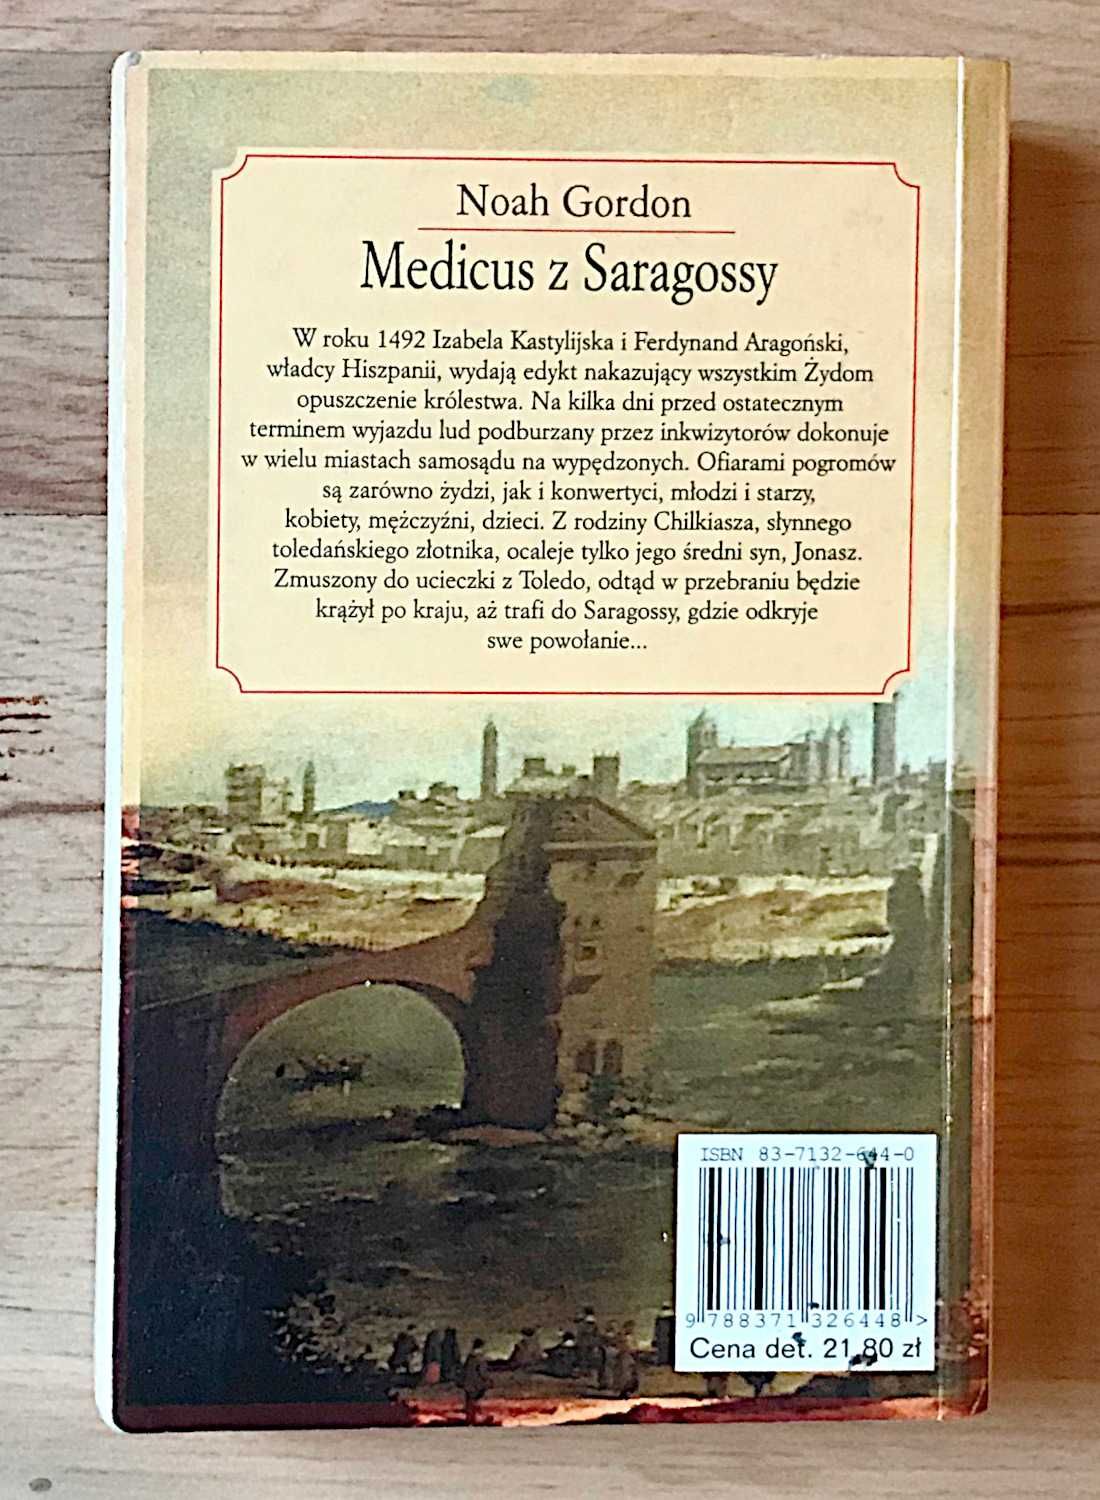 Noah Gordon
Medicus z Saragossy
W roku 1492 Izabela Kastylijska i Ferdynand Aragoński,
władcy Hiszpanii, wydają edykt nakazujący wszystkim Żydom
opuszczenie królestwa. Na kilka dni przed ostatecznym
terminem wyjazdu lud podburzany przez inkwizytorów dokonuje
w wielu miastach samosądu na wypędzonych. Ofiarami pogromów
są zarówno żydzi, jak i konwertyci, młodzi i starzy,
kobiety, mężczyźni, dzieci. Z rodziny Chilkiasza, słynnego
toledańskiego złotnika, ocaleje tylko jego średni syn, Jonasz.
Zmuszony do ucieczki z Toledo, odtąd w przebraniu będzie
krążył po kraju, aż trafi do Saragossy, gdzie odkryje
swe powołanie...
ISBN 83-7132-644-0
9 788371 326448 >
Cena det. 21,80 zł